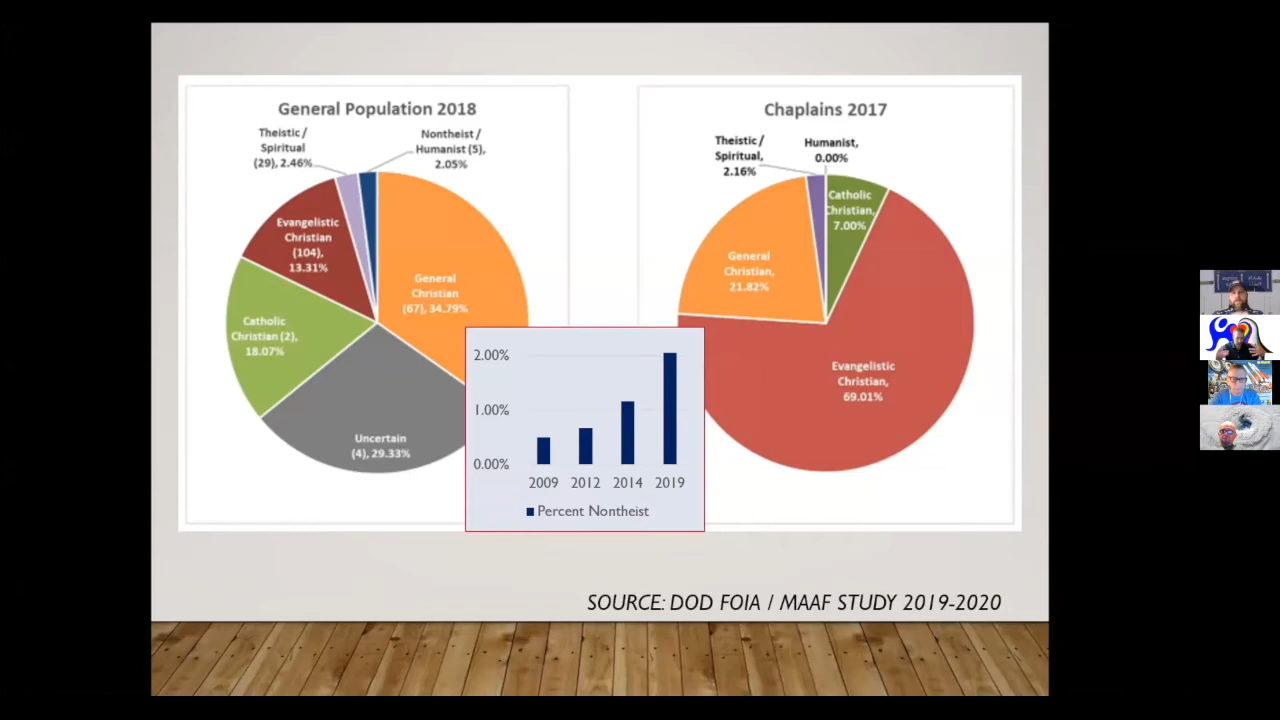 General Population 2018
Theistic /
Spiritual
(29), 2.46%
Nontheist /
Humanist (5),
2.05%
Evangelistic
Christian
(104),
13.31%
General
Christian
(67), 34.79%
Catholic
Christian (2),
18.07%
Uncertain
(4), 29.33%
Chaplains 2017
Theistic /
Spiritual,
2.16%
Humanist,
0.00%
Catholic
Christian,
7.00%
General
Christian,
21.82%
Evangelistic
Christian,
69.01%
2.00%
1.00%
0.00%
2009 2012 2014 2019
Percent Nontheist
SOURCE: DOD FOIA / MAAF STUDY 2019-2020